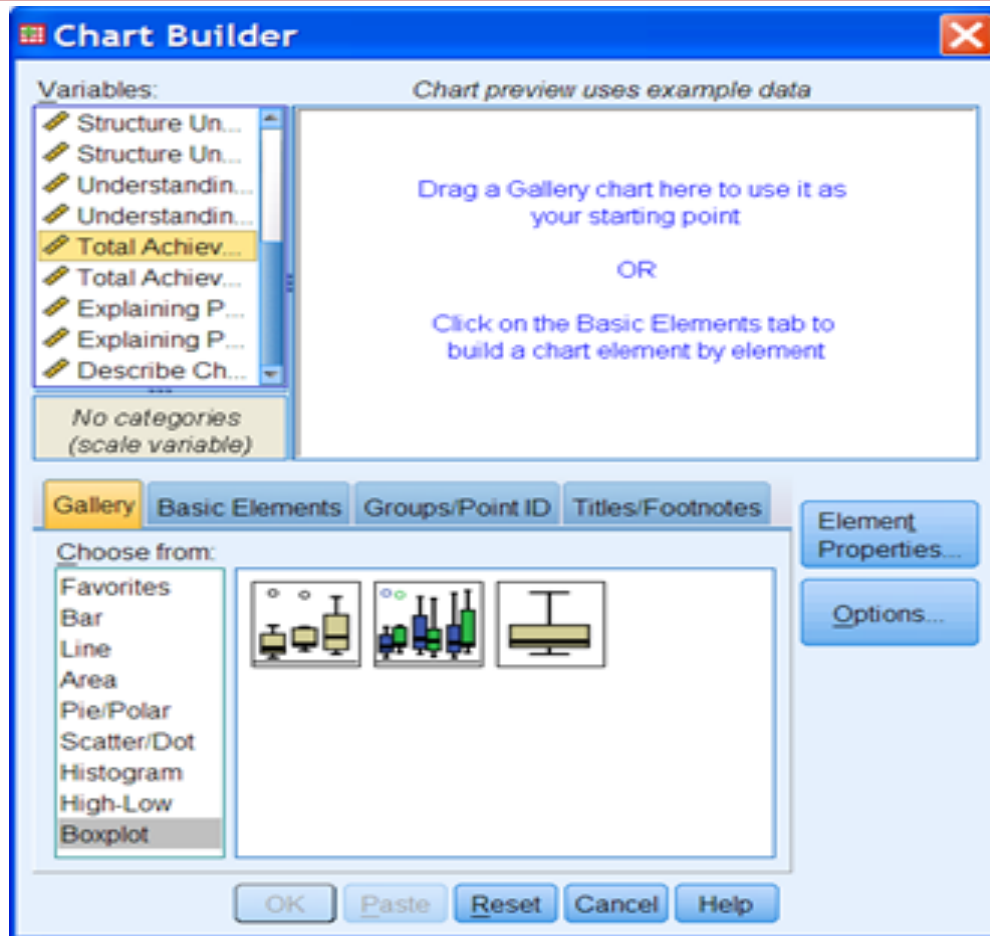 Chart Builder
Variables:
Chart preview uses example data
Structure Un...
Structure Un...
Understandin...
Understandin...
Total Achiev...
Total Achiev...
Explaining P...
Explaining P...
Describe Ch...
No categories
(scale variable)
Drag a Gallery chart here to use it as
your starting point
OR
Click on the Basic Elements tab to
build a chart element by element
Gallery
Basic Elements
Groups/Point ID
Titles/Footnotes
Choose from:
Favorites
Bar
Line
Area
Pie/Polar
Scatter/Dot
Histogram
High-Low
Boxplot
Element
Properties...
Options...
OK
Paste
Reset
Cancel
Help